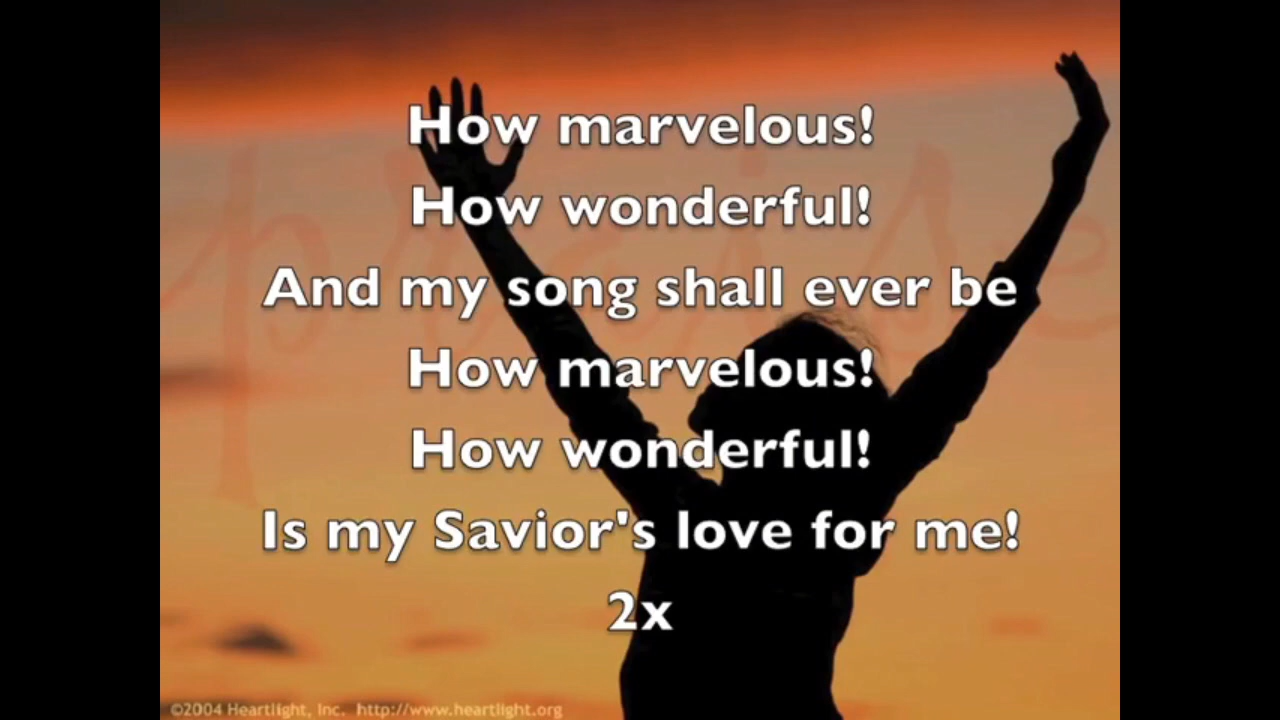 How marvelous!
How wonderful!
And my song shall ever be
How marvelous!
How wonderful!
Is my Savior's love for me!
2x
praise
©2004 Heartlight, Inc. http://www.heartlight.org